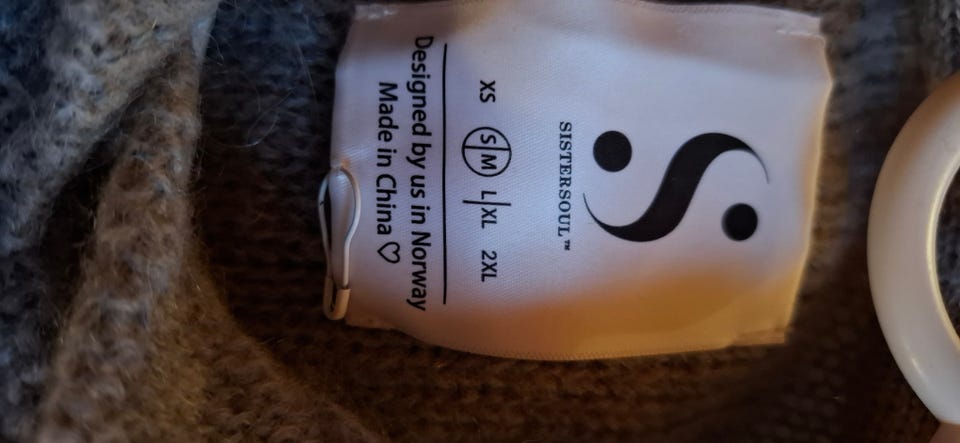 S
SISTERSOUL™
XS S|M L|XL 2XL
Designed by us in Norway
Made in China♡